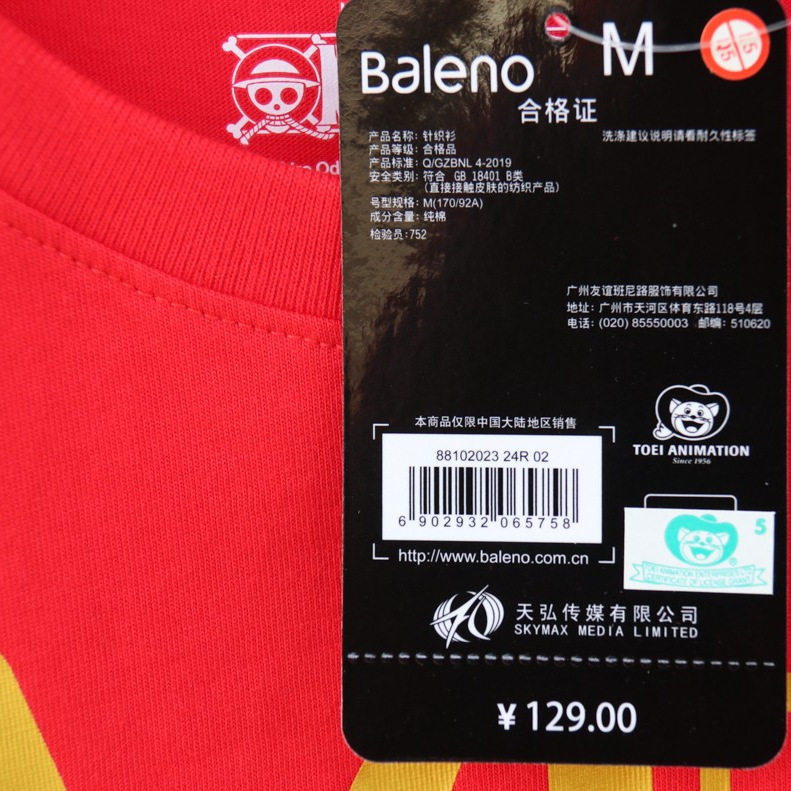 Baleno
M
合格证
产品名称: 针织衫
产品等级: 合格品
产品标准: Q/GZBNL 4-2019
安全类别: 符合 GB 18401 B类
(直接接触皮肤的纺织产品)
号型规格: M(170/92A)
成分含量: 纯棉
检验员:752
洗涤建议说明请看耐久性标签
广州友谊班尼路服饰有限公司
地址: 广州市天河区体育东路118号4层
电话: (020) 85550003 邮编: 510620
本商品仅限中国大陆地区销售
88102023 24R 02
6 902932 065758
http://www.baleno.com.cn
TOEI ANIMATION
Since 1956
S
TOEI ANIMATION ENTERPRISES
CERTIFICATE OF LICENSE GRANT
天弘传媒有限公司
SKYMAX MEDIA LIMITED
¥ 129.00